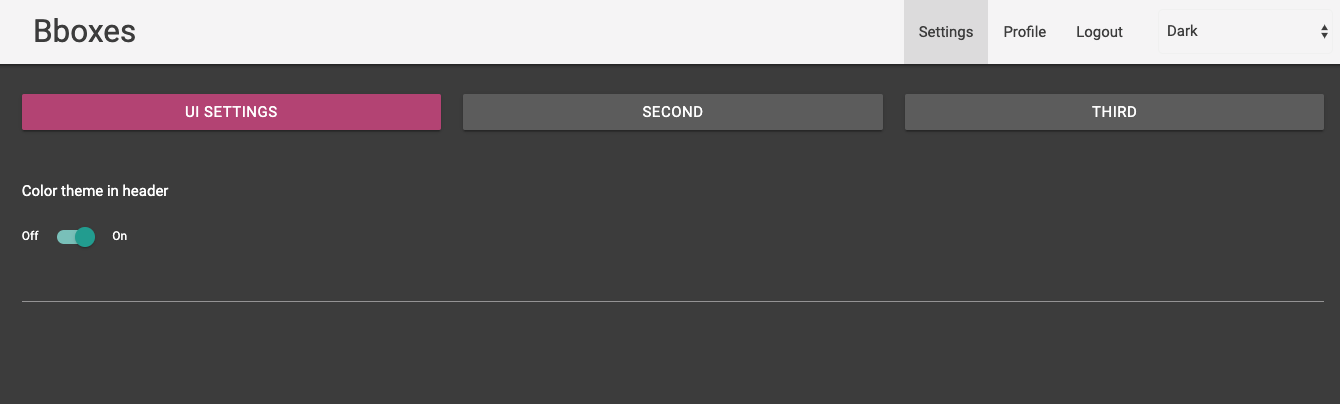 Bboxes
Settings Profile Logout Dark
UI SETTINGS SECOND THIRD
Color theme in header
Off On